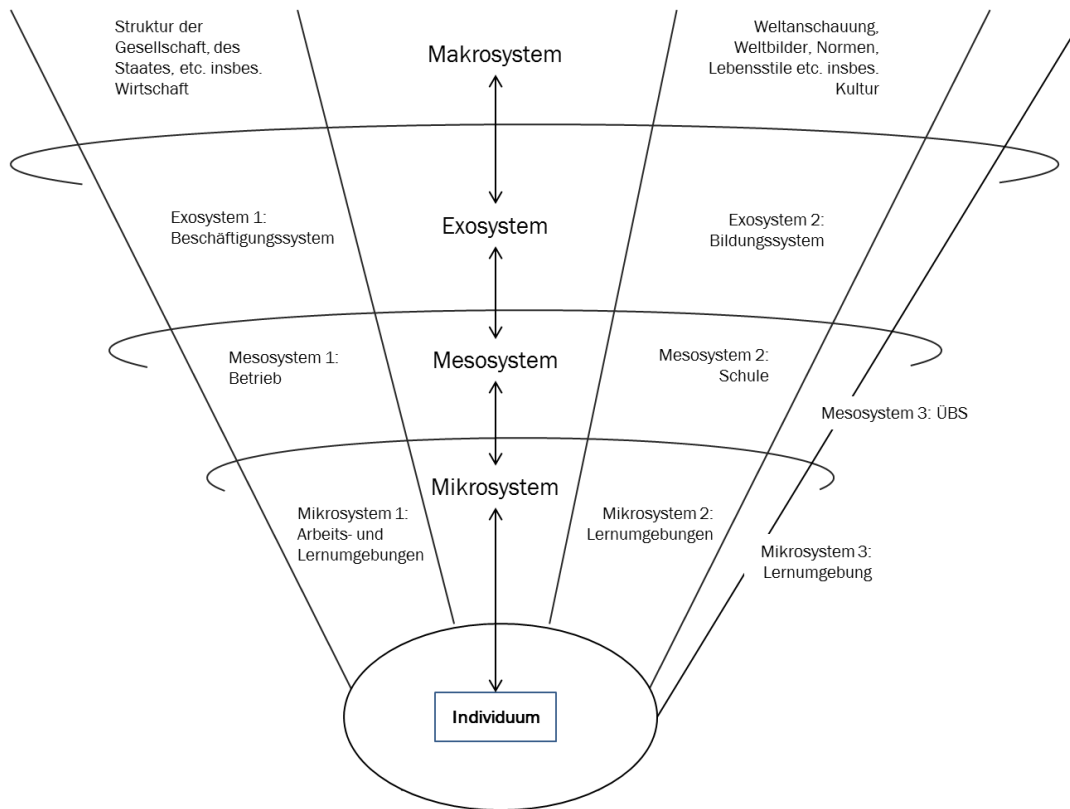 Struktur der
Gesellschaft, des
Staates, etc. insbes.
Wirtschaft
Makrosystem
Weltanschauung,
Weltbilder, Normen,
Lebensstile etc. insbes.
Kultur
Exosystem 1:
Beschäftigungssystem
Exosystem
Exosystem 2:
Bildungssystem
Mesosystem 1:
Betrieb
Mesosystem
Mesosystem 2:
Schule
Mesosystem 3: ÜBS
Mikrosystem 1:
Arbeits- und
Lernumgebungen
Mikrosystem
Mikrosystem 2:
Lernumgebungen
Mikrosystem 3:
Lernumgebung
Individuum